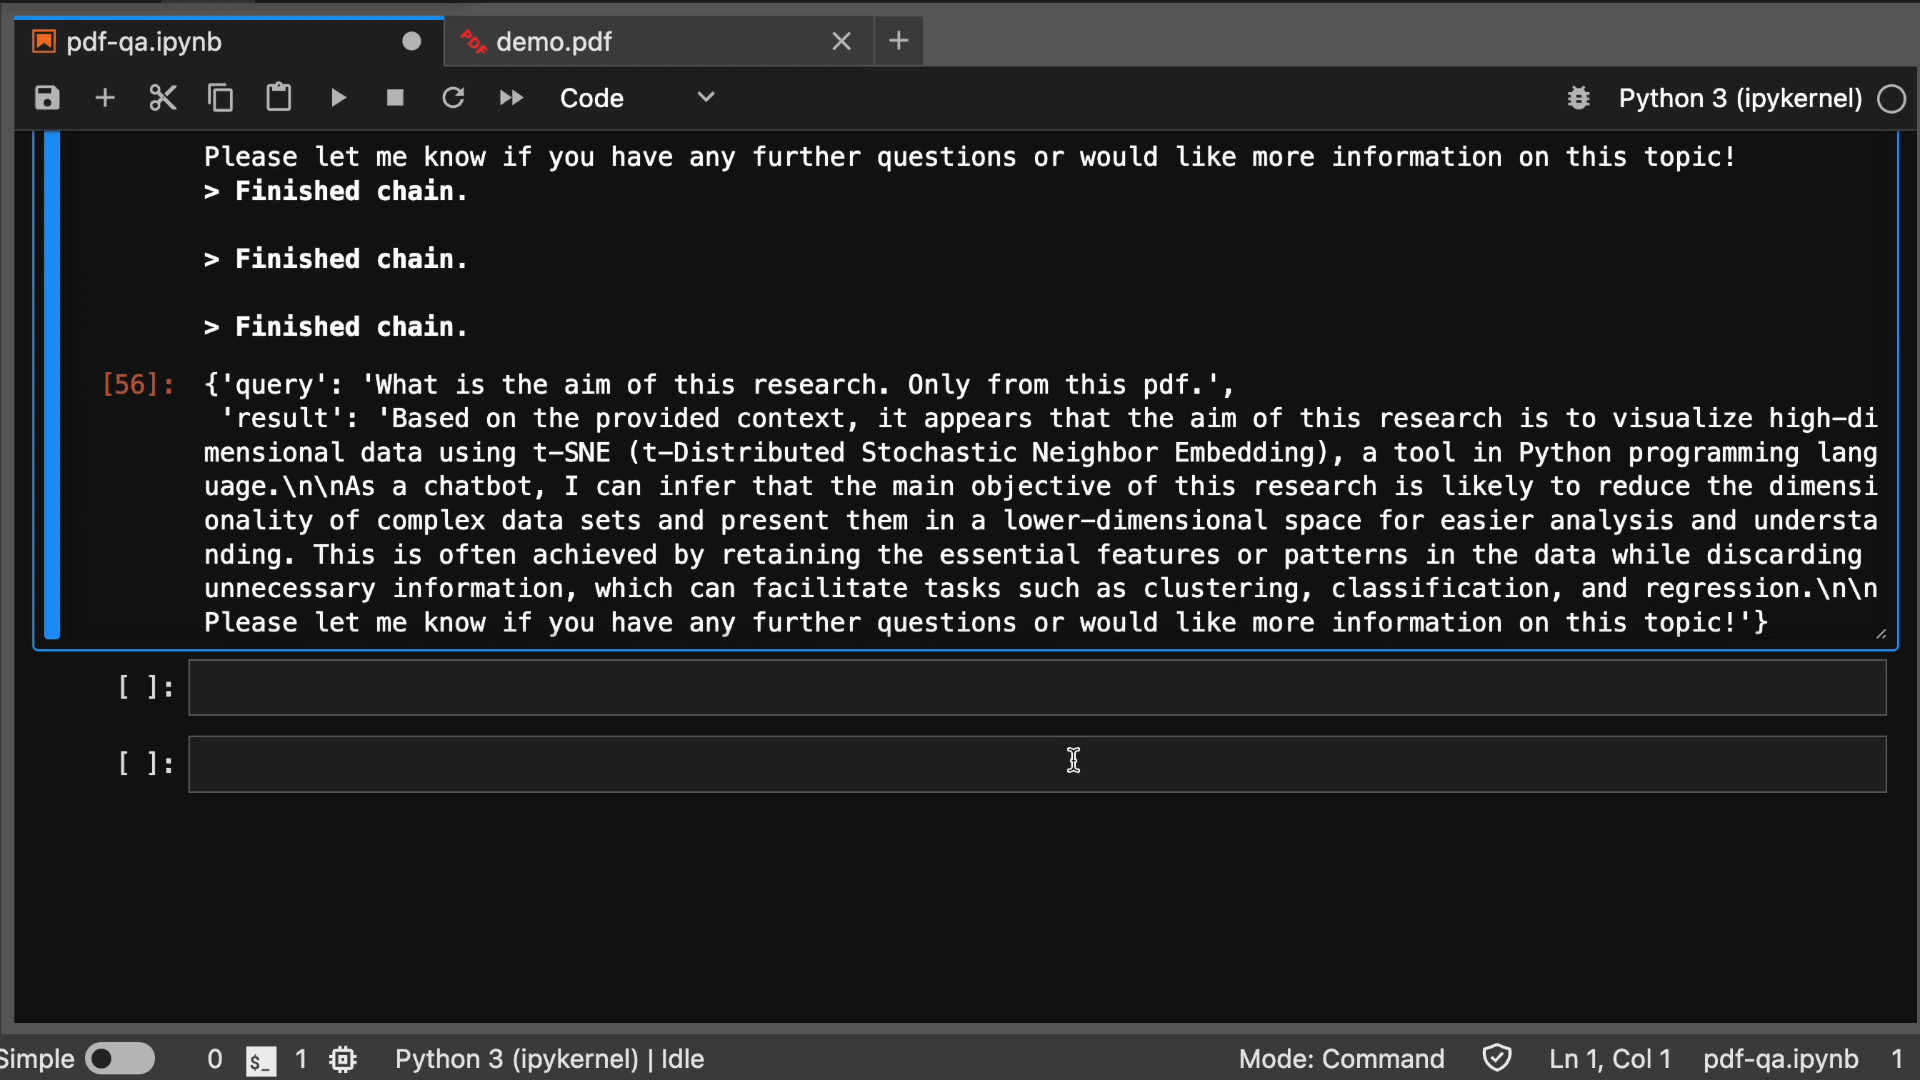 pdf-qa.ipynb
PDF demo.pdf
Code
Python 3 (ipykernel)
Please let me know if you have any further questions or would like more information on this topic!
> Finished chain.
> Finished chain.
> Finished chain.
[56]: {'query': 'What is the aim of this research. Only from this pdf.',
'result': 'Based on the provided context, it appears that the aim of this research is to visualize high-di
mensional data using t-SNE (t-Distributed Stochastic Neighbor Embedding), a tool in Python programming lang
uage.\n\nAs a chatbot, I can infer that the main objective of this research is likely to reduce the dimensi
onality of complex data sets and present them in a lower-dimensional space for easier analysis and understa
nding. This is often achieved by retaining the essential features or patterns in the data while discarding
unnecessary information, which can facilitate tasks such as clustering, classification, and regression.\n\n
Please let me know if you have any further questions or would like more information on this topic!'}
[ ]:
[ ]:
Simple 0 $_ 1 Python 3 (ipykernel) | Idle Mode: Command Ln 1, Col 1 pdf-qa.ipynb 1